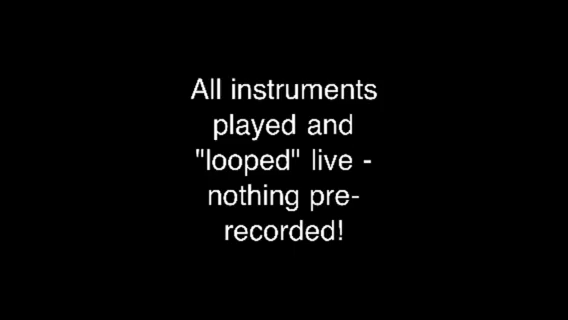 All instruments
played and
"looped" live -
nothing pre-
recorded!